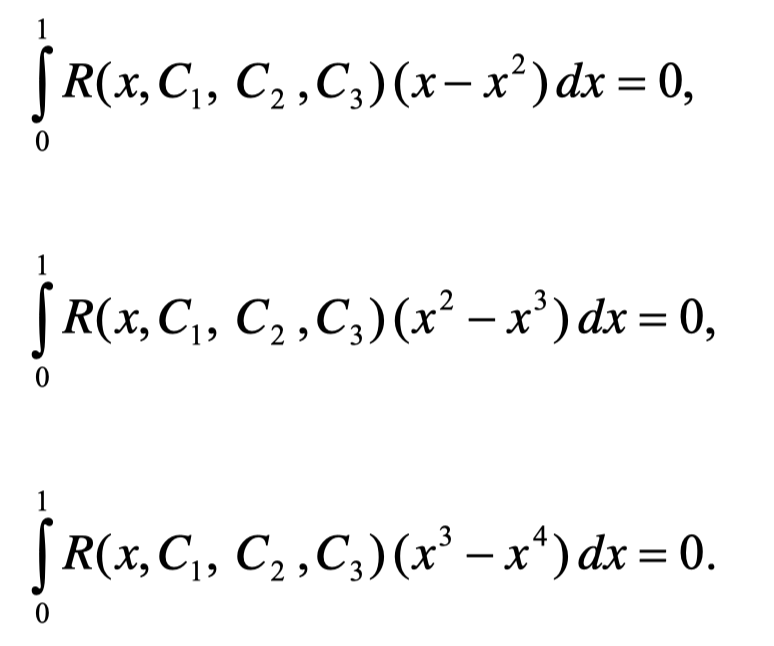 ∫₀¹ R(x, C₁, C₂, C₃)(x − x²) dx = 0,
∫₀¹ R(x, C₁, C₂, C₃)(x² − x³) dx = 0,
∫₀¹ R(x, C₁, C₂, C₃)(x³ − x⁴) dx = 0.